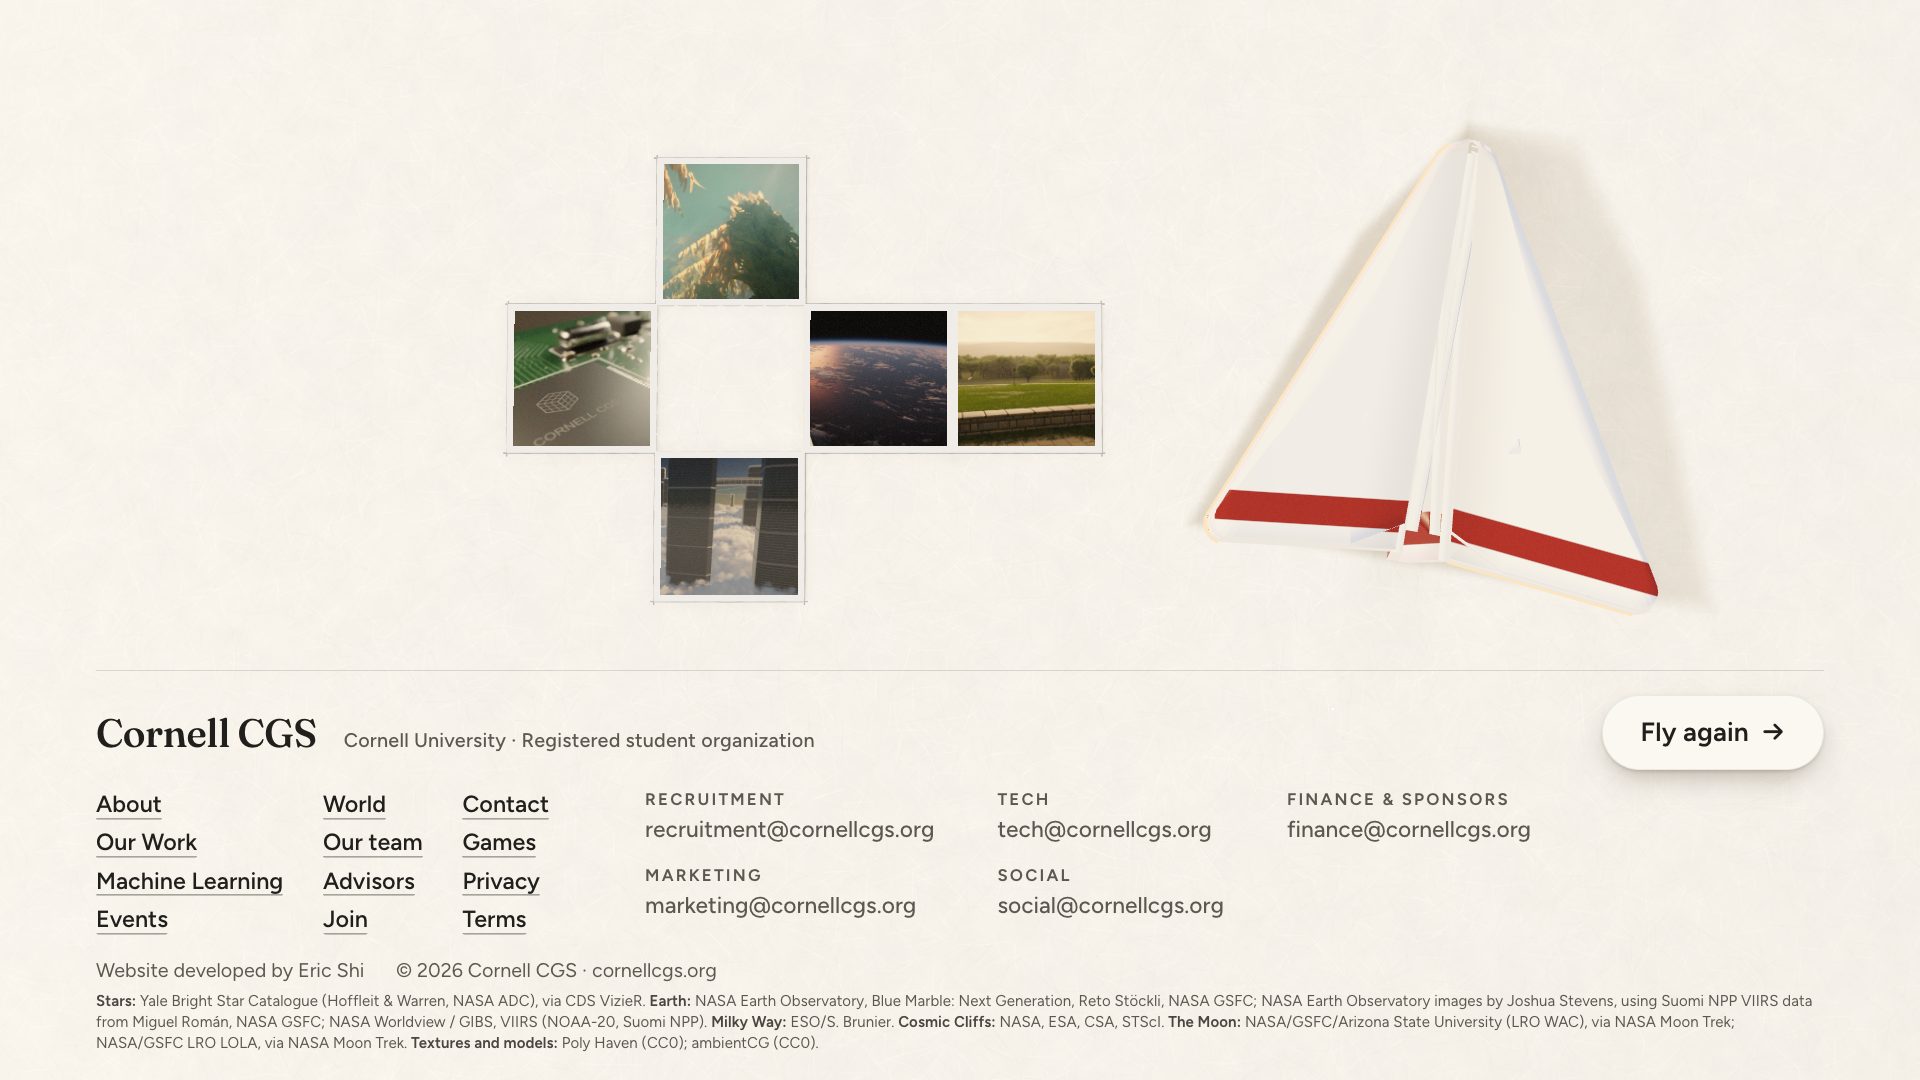 CORNELL CGS
Cornell CGS
Cornell University · Registered student organization
Fly again →
About
Our Work
Machine Learning
Events
World
Our team
Advisors
Join
Contact
Games
Privacy
Terms
RECRUITMENT
recruitment@cornellcgs.org
MARKETING
marketing@cornellcgs.org
TECH
tech@cornellcgs.org
SOCIAL
social@cornellcgs.org
FINANCE & SPONSORS
finance@cornellcgs.org
Website developed by Eric Shi © 2026 Cornell CGS · cornellcgs.org
Stars: Yale Bright Star Catalogue (Hoffleit & Warren, NASA ADC), via CDS VizieR. Earth: NASA Earth Observatory, Blue Marble: Next Generation, Reto Stöckli, NASA GSFC; NASA Earth Observatory images by Joshua Stevens, using Suomi NPP VIIRS data
from Miguel Román, NASA GSFC; NASA Worldview / GIBS, VIIRS (NOAA-20, Suomi NPP). Milky Way: ESO/S. Brunier. Cosmic Cliffs: NASA, ESA, CSA, STScI. The Moon: NASA/GSFC/Arizona State University (LRO WAC), via NASA Moon Trek;
NASA/GSFC LRO LOLA, via NASA Moon Trek. Textures and models: Poly Haven (CC0); ambientCG (CC0).